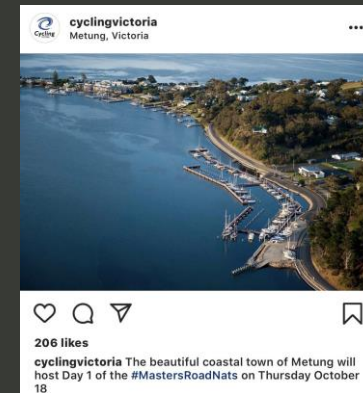 cyclingvictoria
Cycling
Metung, Victoria
206 likes
cyclingvictoria The beautiful coastal town of Metung will
host Day 1 of the #MastersRoadNats on Thursday October
18